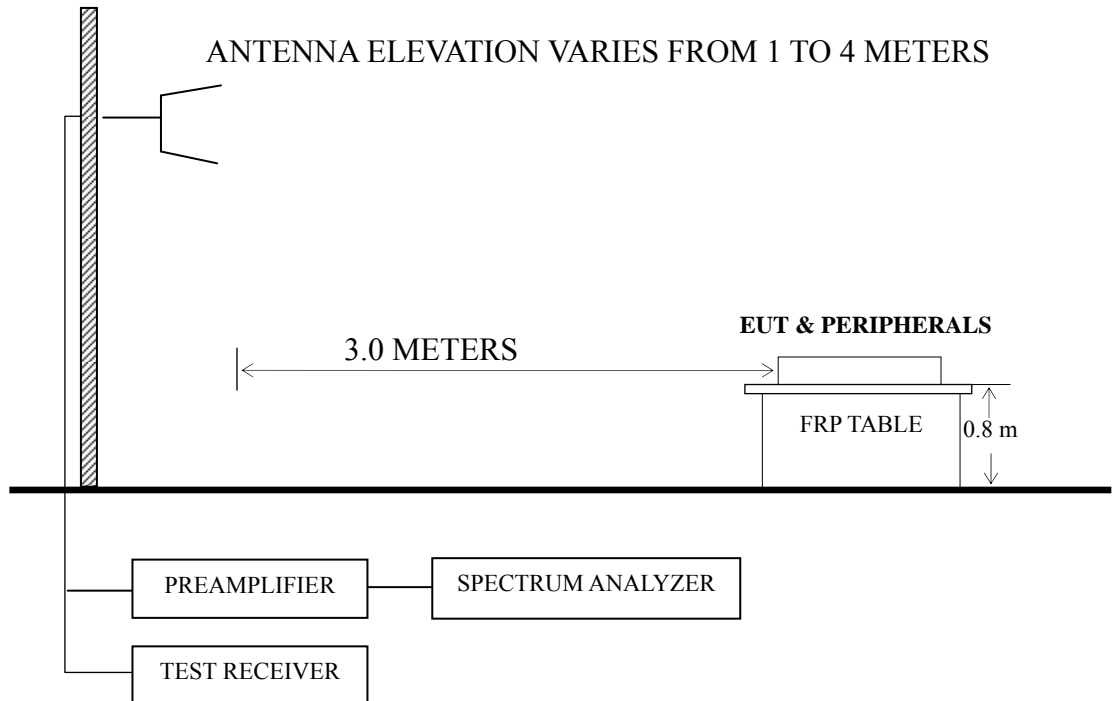 ANTENNA ELEVATION VARIES FROM 1 TO 4 METERS
EUT & PERIPHERALS
3.0 METERS
FRP TABLE
0.8 m
PREAMPLIFIER
SPECTRUM ANALYZER
TEST RECEIVER